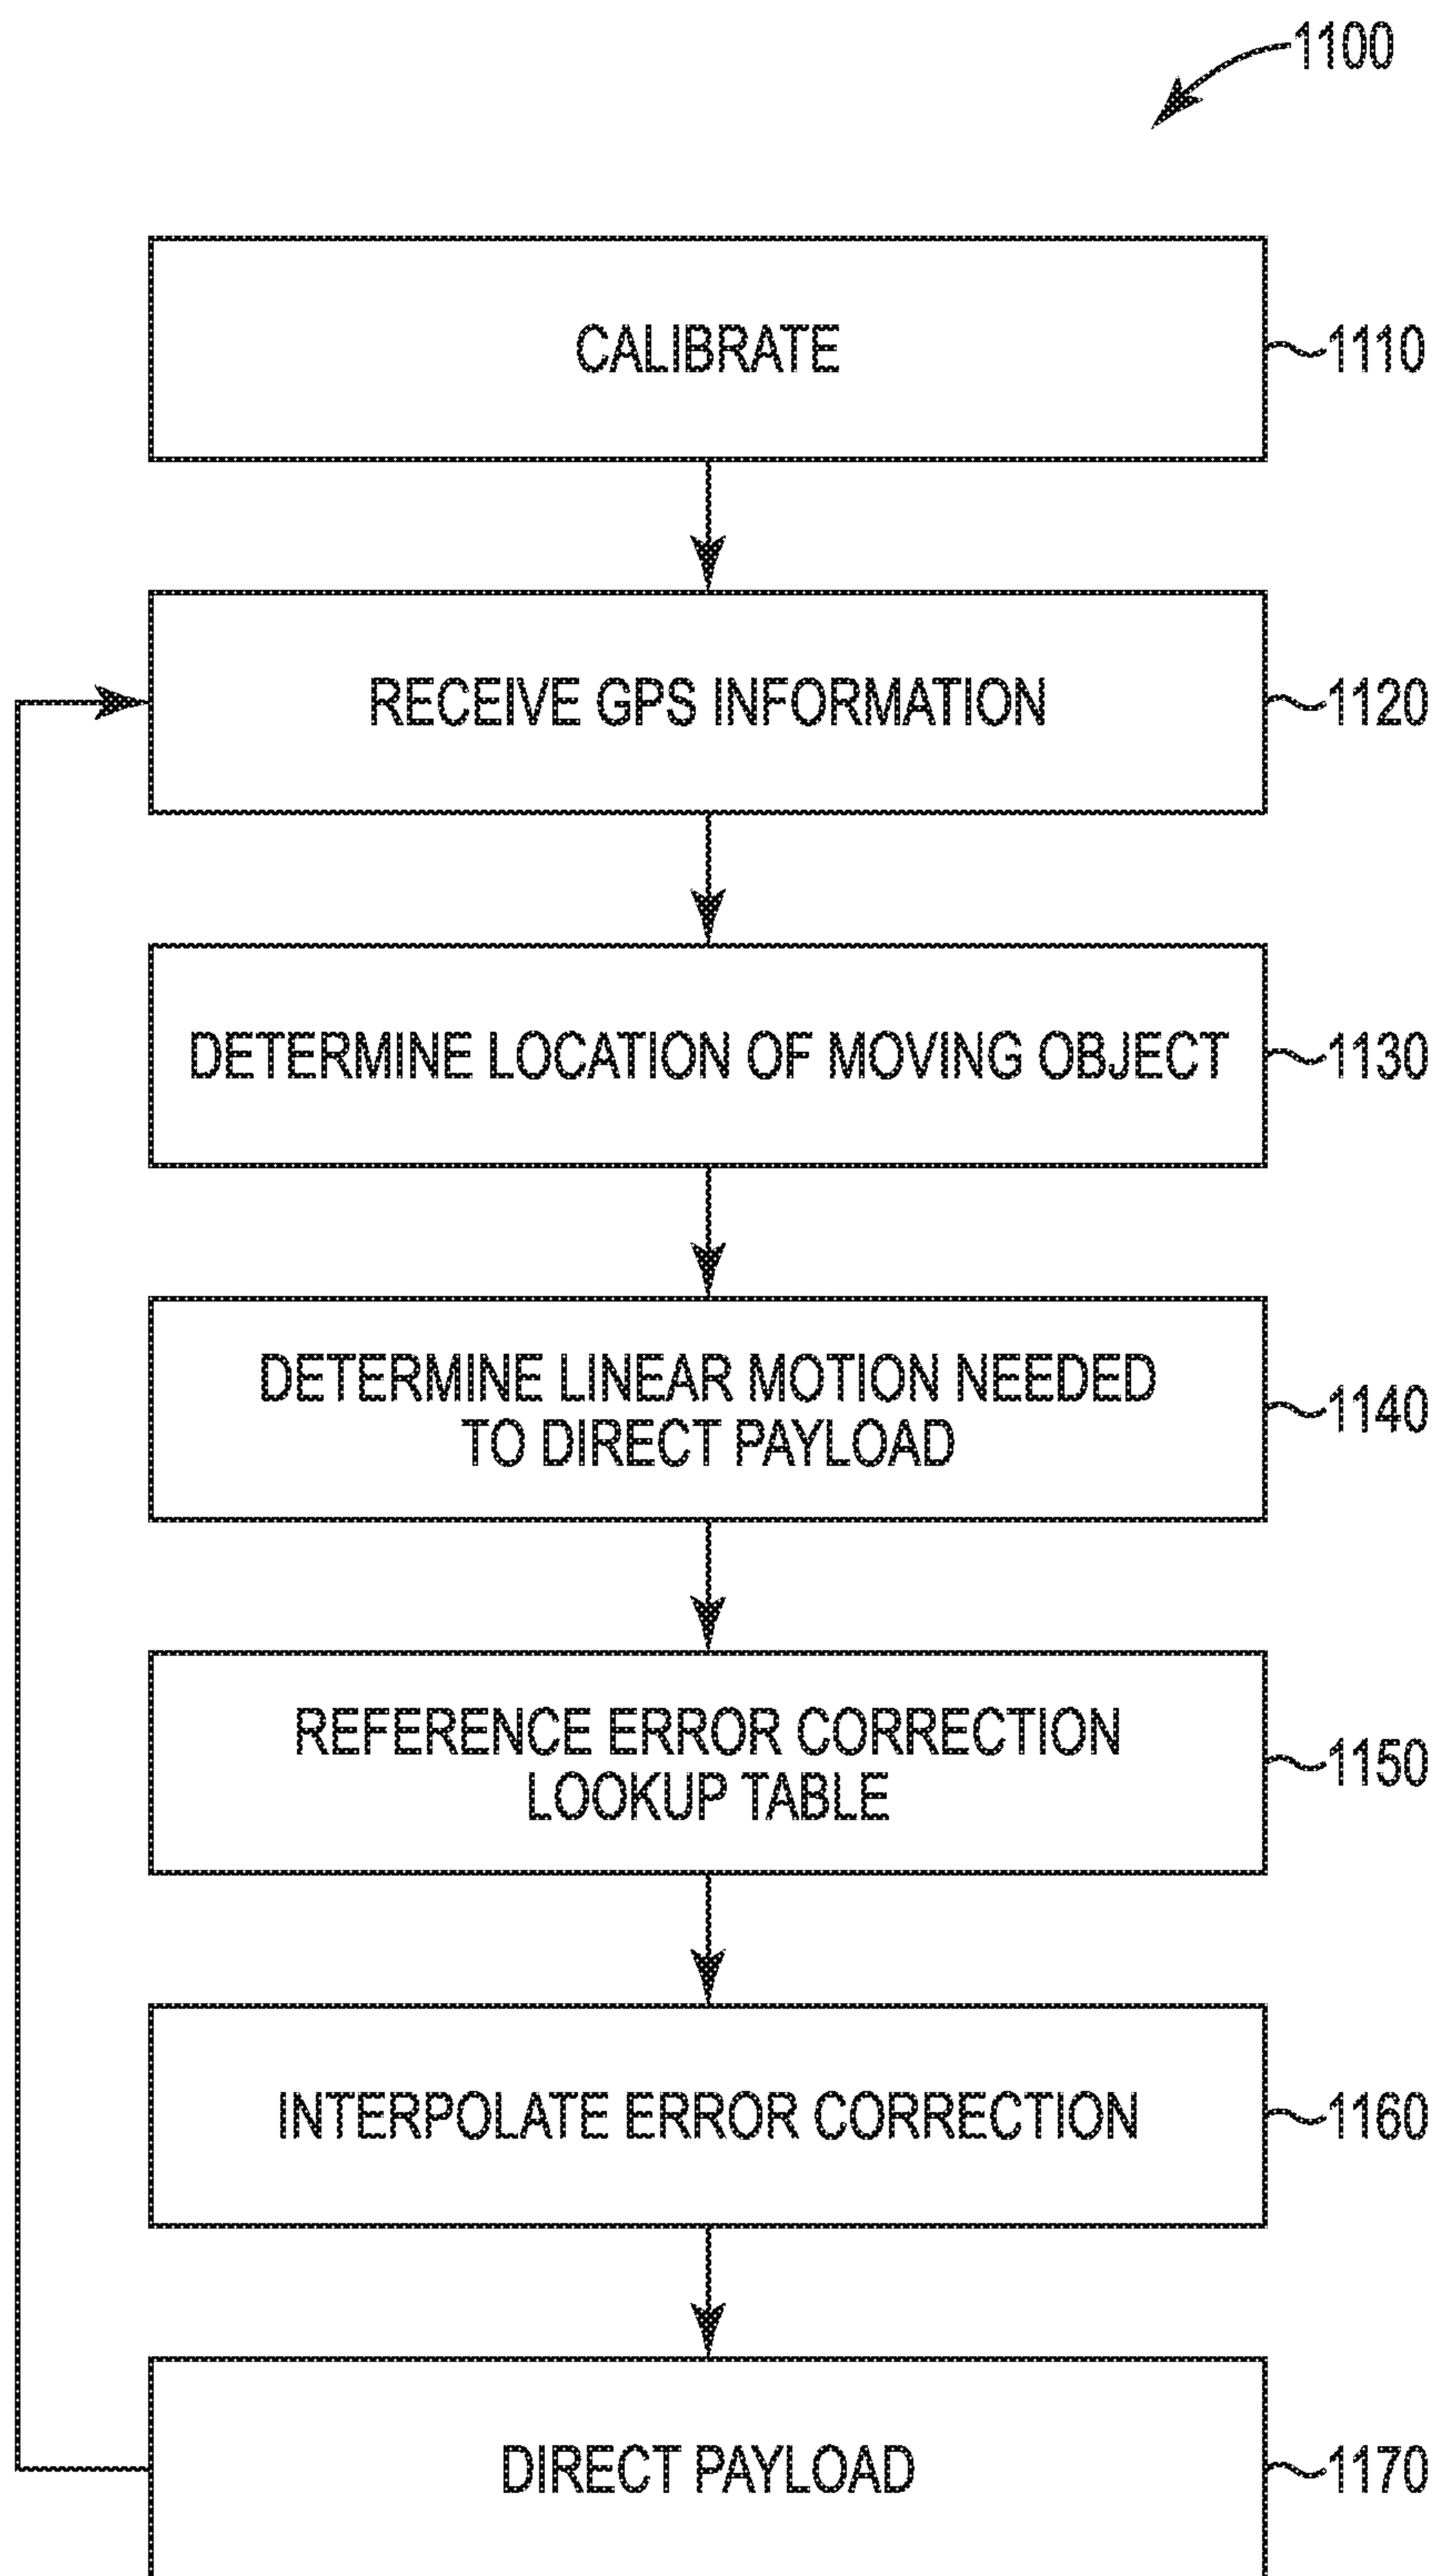 1100
CALIBRATE
1110
RECEIVE GPS INFORMATION
1120
DETERMINE LOCATION OF MOVING OBJECT
1130
DETERMINE LINEAR MOTION NEEDED
TO DIRECT PAYLOAD
1140
REFERENCE ERROR CORRECTION
LOOKUP TABLE
1150
INTERPOLATE ERROR CORRECTION
1160
DIRECT PAYLOAD
1170